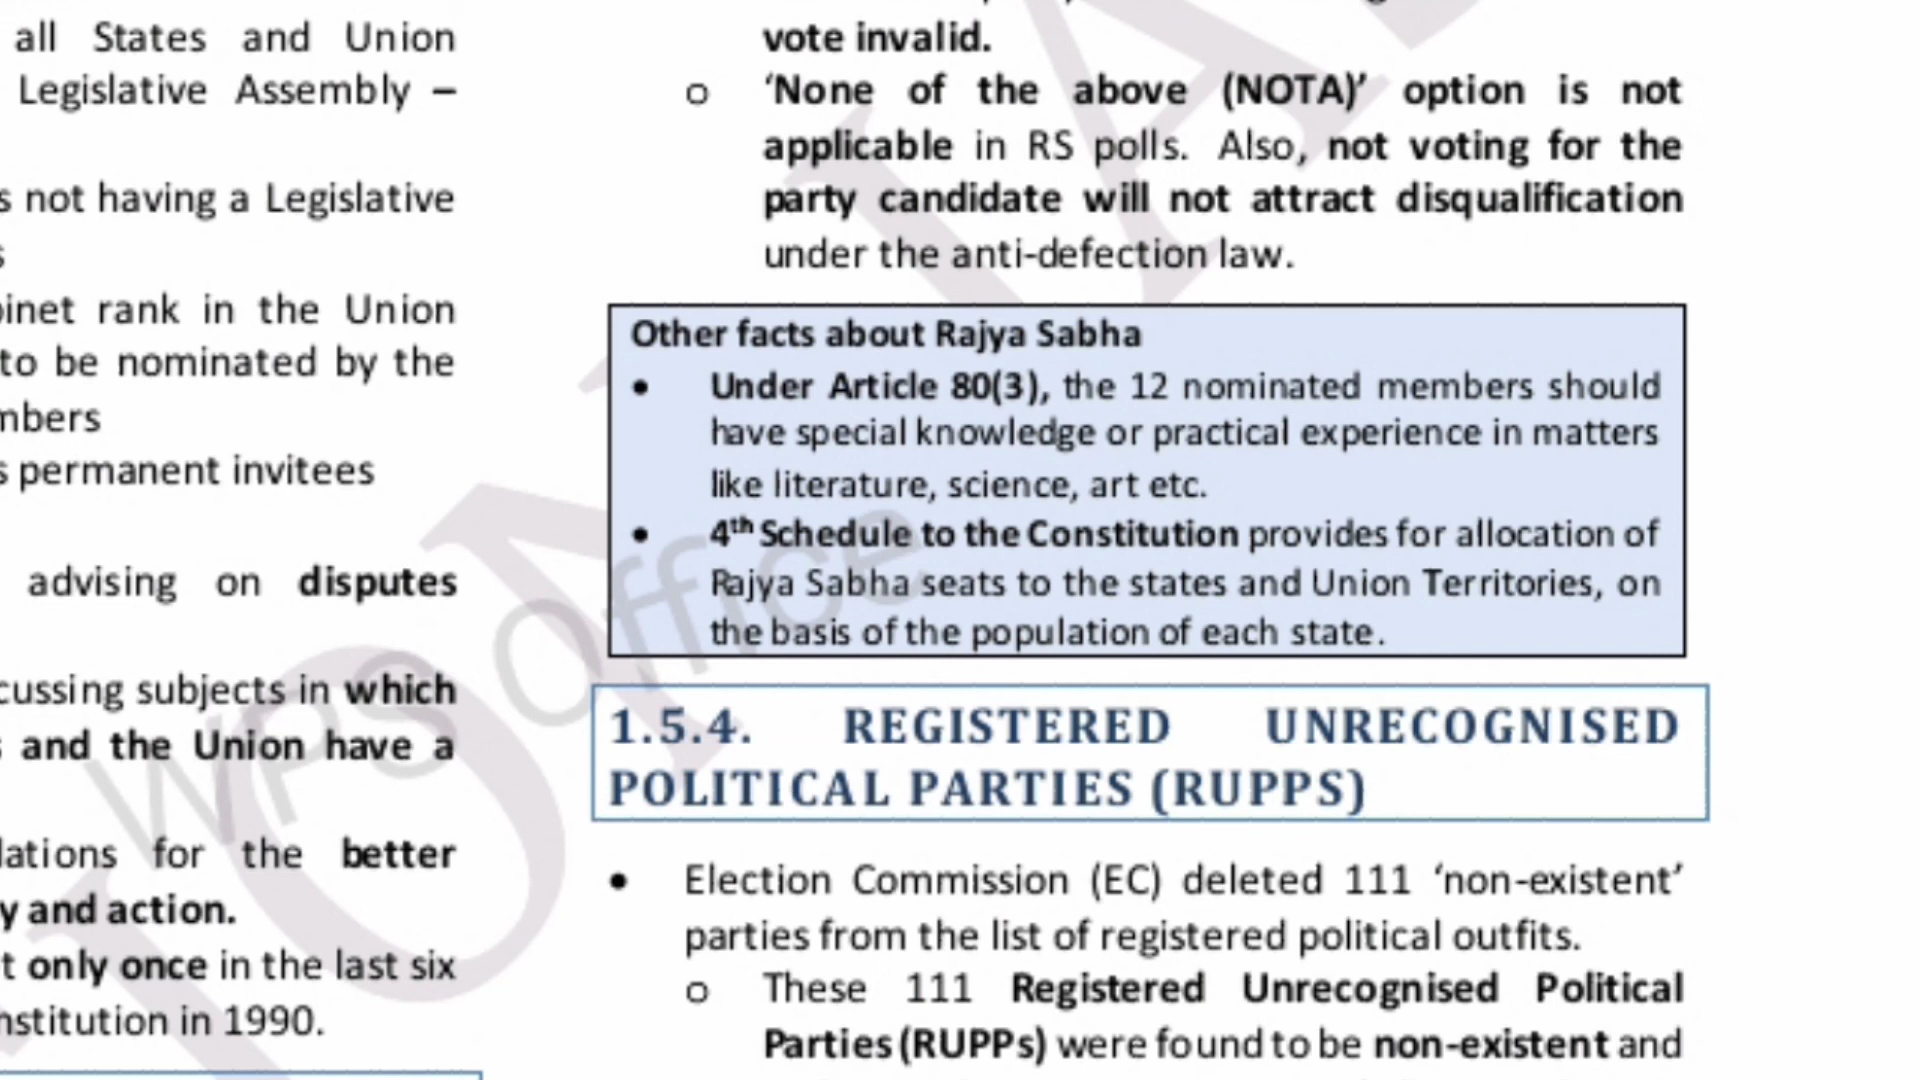 all States and Union
Legislative Assembly –
not having a Legislative
rank in the Union
to be nominated by the
permanent invitees
advising on disputes
subjects in which
and the Union have a
for the better
and action.
only once in the last six
in 1990.
vote invalid.
o ‘None of the above (NOTA)’ option is not
applicable in RS polls. Also, not voting for the
party candidate will not attract disqualification
under the anti-defection law.
Other facts about Rajya Sabha
• Under Article 80(3), the 12 nominated members should
have special knowledge or practical experience in matters
like literature, science, art etc.
• 4th Schedule to the Constitution provides for allocation of
Rajya Sabha seats to the states and Union Territories, on
the basis of the population of each state.
1.5.4. REGISTERED UNRECOGNISED
POLITICAL PARTIES (RUPPS)
• Election Commission (EC) deleted 111 ‘non-existent’
parties from the list of registered political outfits.
o These 111 Registered Unrecognised Political
Parties (RUPPs) were found to be non-existent and
WPS Office